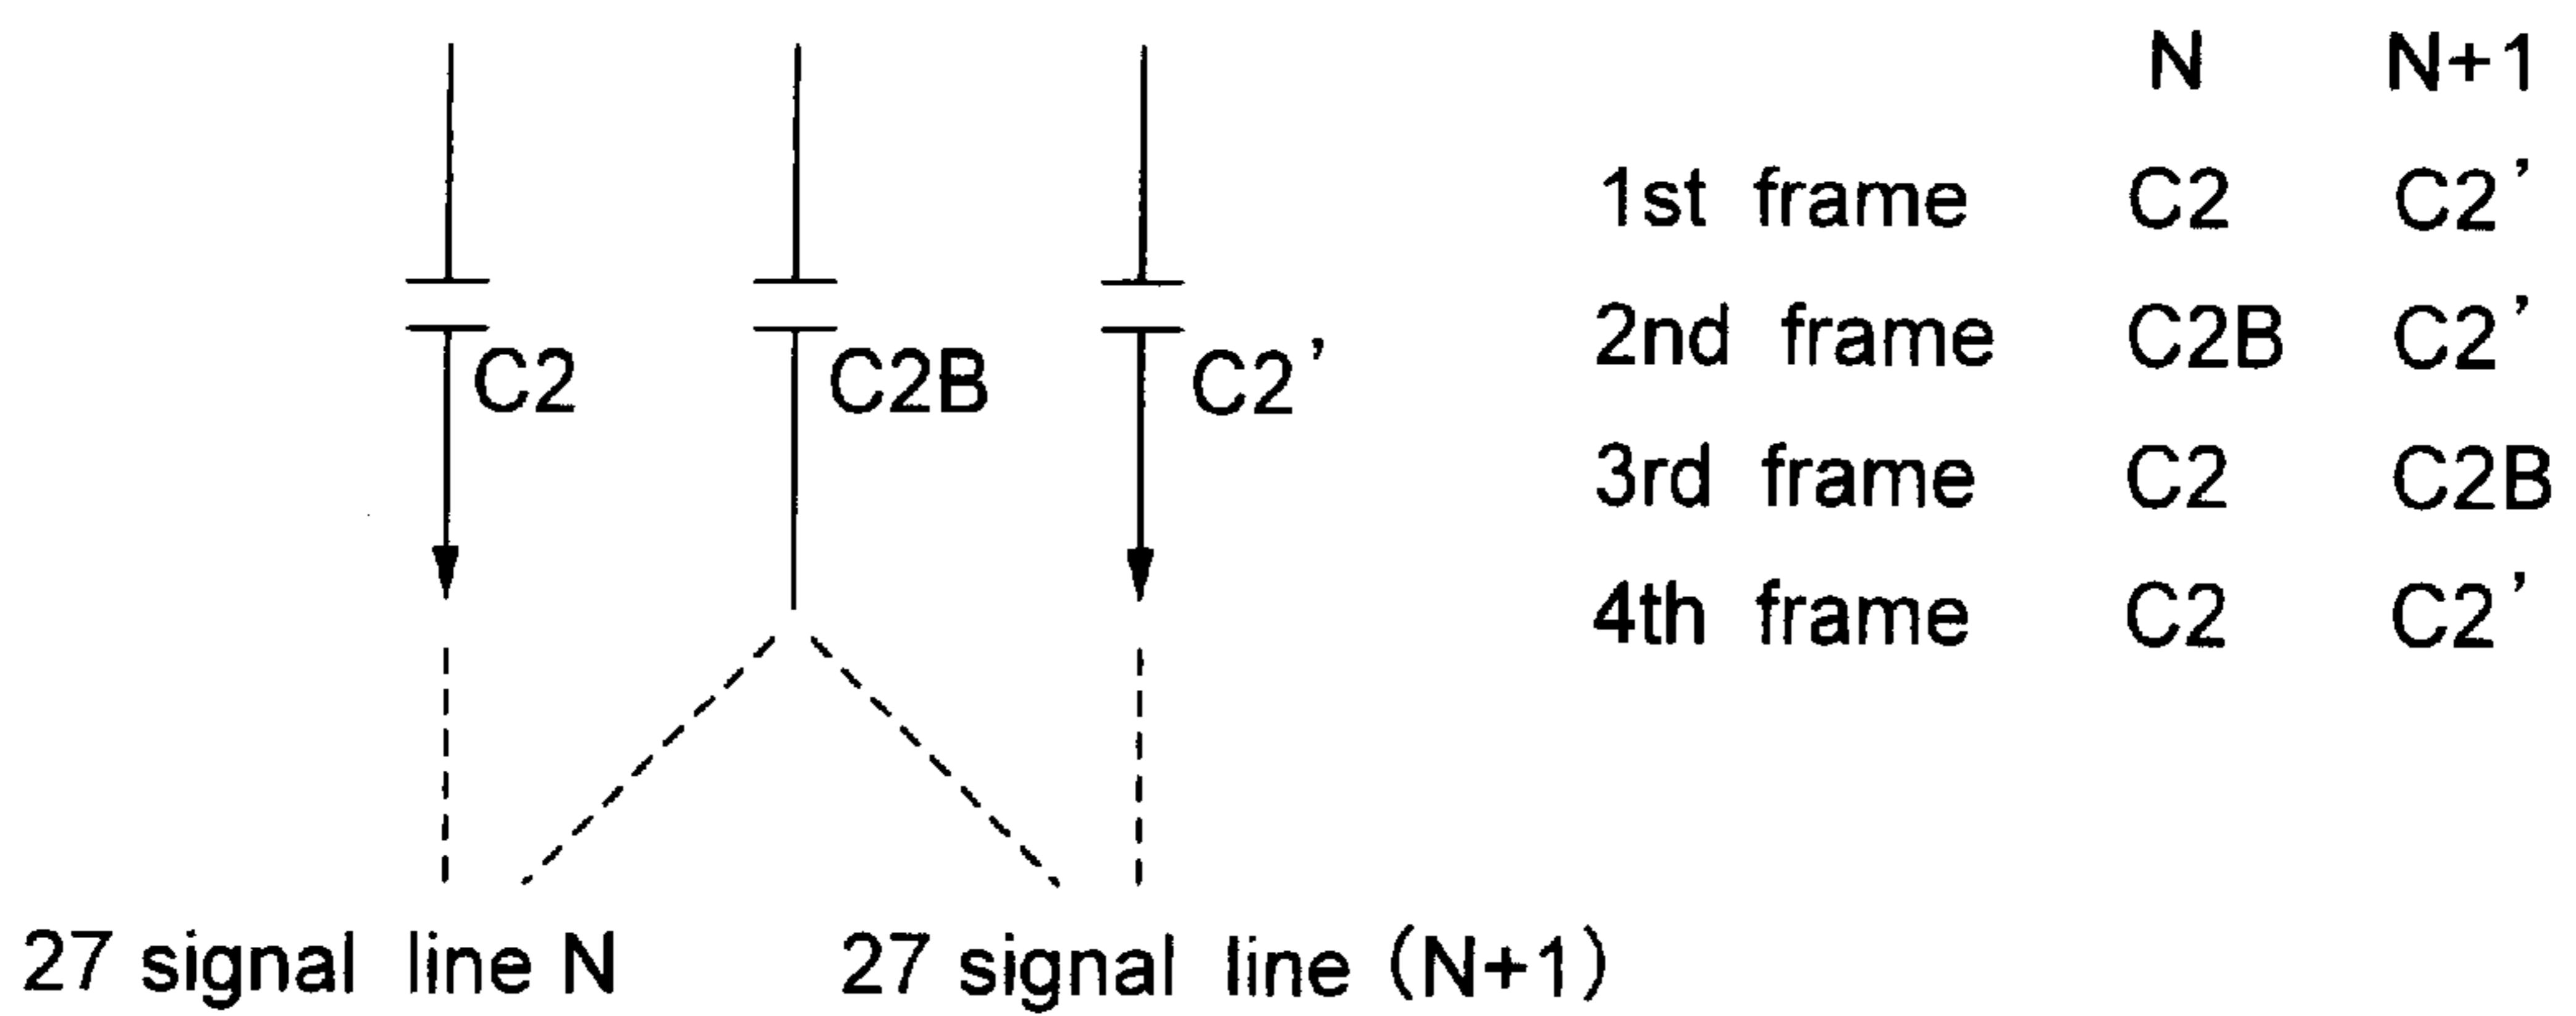 C2
C2B
C2’
27 signal line N
27 signal line (N+1)
N N+1
1st frame C2 C2’
2nd frame C2B C2’
3rd frame C2 C2B
4th frame C2 C2’